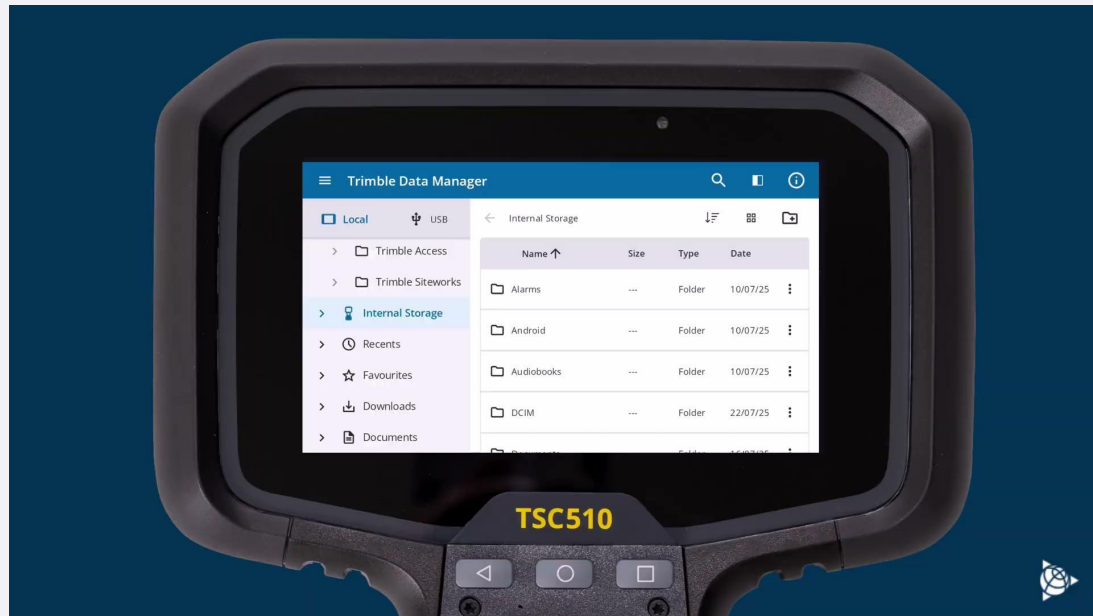 Trimble Data Manager
Local USB
Internal Storage
Trimble Access
Trimble Siteworks
Internal Storage
Recents
Favourites
Downloads
Documents
Name Size Type Date
Alarms --- Folder 10/07/25
Android --- Folder 10/07/25
Audiobooks --- Folder 10/07/25
DCIM --- Folder 22/07/25
TSC510